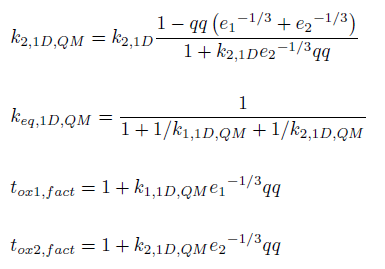 k_{2,1D,QM} = k_{2,1D} \frac{1 - qq (e_1^{-1/3} + e_2^{-1/3})}{1 + k_{2,1D} e_2^{-1/3} qq}
k_{eq,1D,QM} = \frac{1}{1 + 1/k_{1,1D,QM} + 1/k_{2,1D,QM}}
t_{ox1,fact} = 1 + k_{1,1D,QM} e_1^{-1/3} qq
t_{ox2,fact} = 1 + k_{2,1D,QM} e_2^{-1/3} qq